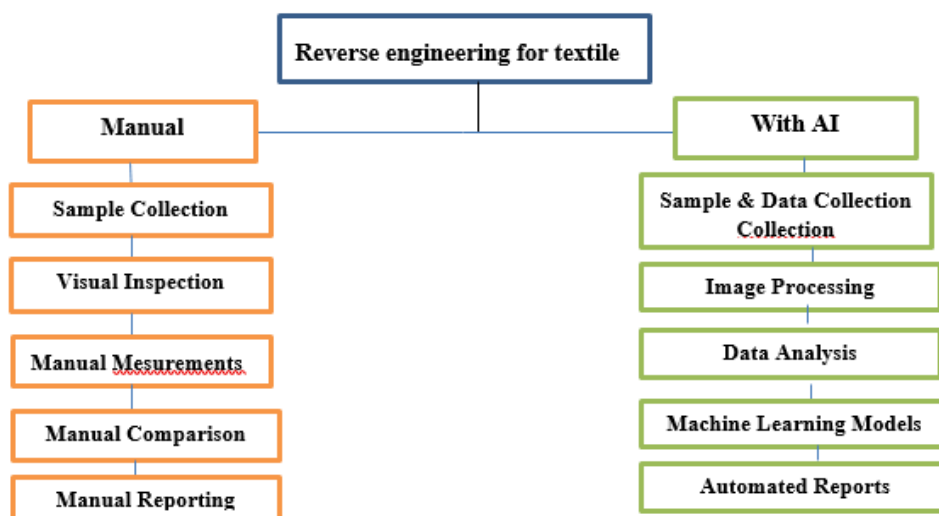 Reverse engineering for textile
Manual
With AI
Sample Collection
Sample & Data Collection
Collection
Visual Inspection
Image Processing
Manual Mesurements
Data Analysis
Manual Comparison
Machine Learning Models
Manual Reporting
Automated Reports